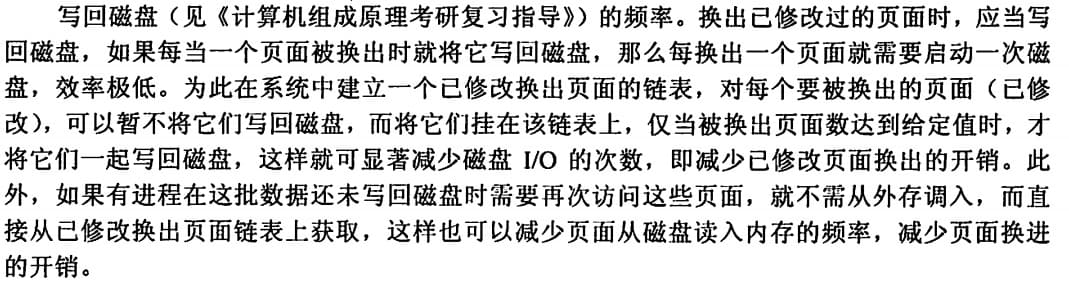 写回磁盘（见《计算机组成原理考研复习指导》）的频率。换出已修改过的页面时，应当写
回磁盘，如果每当一个页面被换出时就将它写回磁盘，那么每换出一个页面就需要启动一次磁
盘，效率极低。为此在系统中建立一个已修改换出页面的链表，对每个要被换出的页面（已修
改），可以暂不将它们写回磁盘，而将它们挂在该链表上，仅当被换出页面数达到给定值时，才
将它们一起写回磁盘，这样就可显著减少磁盘 I/O 的次数，即减少已修改页面换出的开销。此
外，如果有进程在这批数据还未写回磁盘时需要再次访问这些页面，就不需从外存调入，而直
接从已修改换出页面链表上获取，这样也可以减少页面从磁盘读入内存的频率，减少页面换进
的开销。